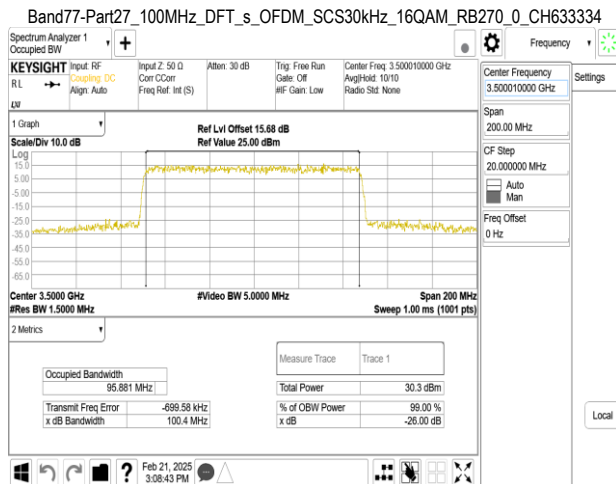 Band77-Part27_100MHz_DFT_s_OFDM_SCS30kHz_16QAM_RB270_0_CH633334
Spectrum Analyzer 1
Occupied BW
+
Frequency
KEYSIGHT
RL
Input: RF
Coupling: DC
Align: Auto
Input Z: 50 Ω
Corr CCorr
Freq Ref: Int (S)
Atten: 30 dB
Trig: Free Run
Gate: Off
#IF Gain: Low
Center Freq: 3.500010000 GHz
Avg|Hold: 10/10
Radio Std: None
Center Frequency
3.500010000 GHz
Settings
Span
200.00 MHz
CF Step
20.000000 MHz
Auto
Man
Freq Offset
0 Hz
Local
1 Graph
Scale/Div 10.0 dB
Ref Lvl Offset 15.68 dB
Ref Value 25.00 dBm
Log
15.0
5.00
-5.00
-15.0
-25.0
-35.0
-45.0
-55.0
-65.0
Center 3.5000 GHz
#Res BW 1.5000 MHz
#Video BW 5.0000 MHz
Span 200 MHz
Sweep 1.00 ms (1001 pts)
2 Metrics
Measure Trace
Trace 1
Occupied Bandwidth
95.881 MHz
Total Power
30.3 dBm
Transmit Freq Error
-699.58 kHz
% of OBW Power
99.00 %
x dB Bandwidth
100.4 MHz
x dB
-26.00 dB
?
Feb 21, 2025
3:08:43 PM